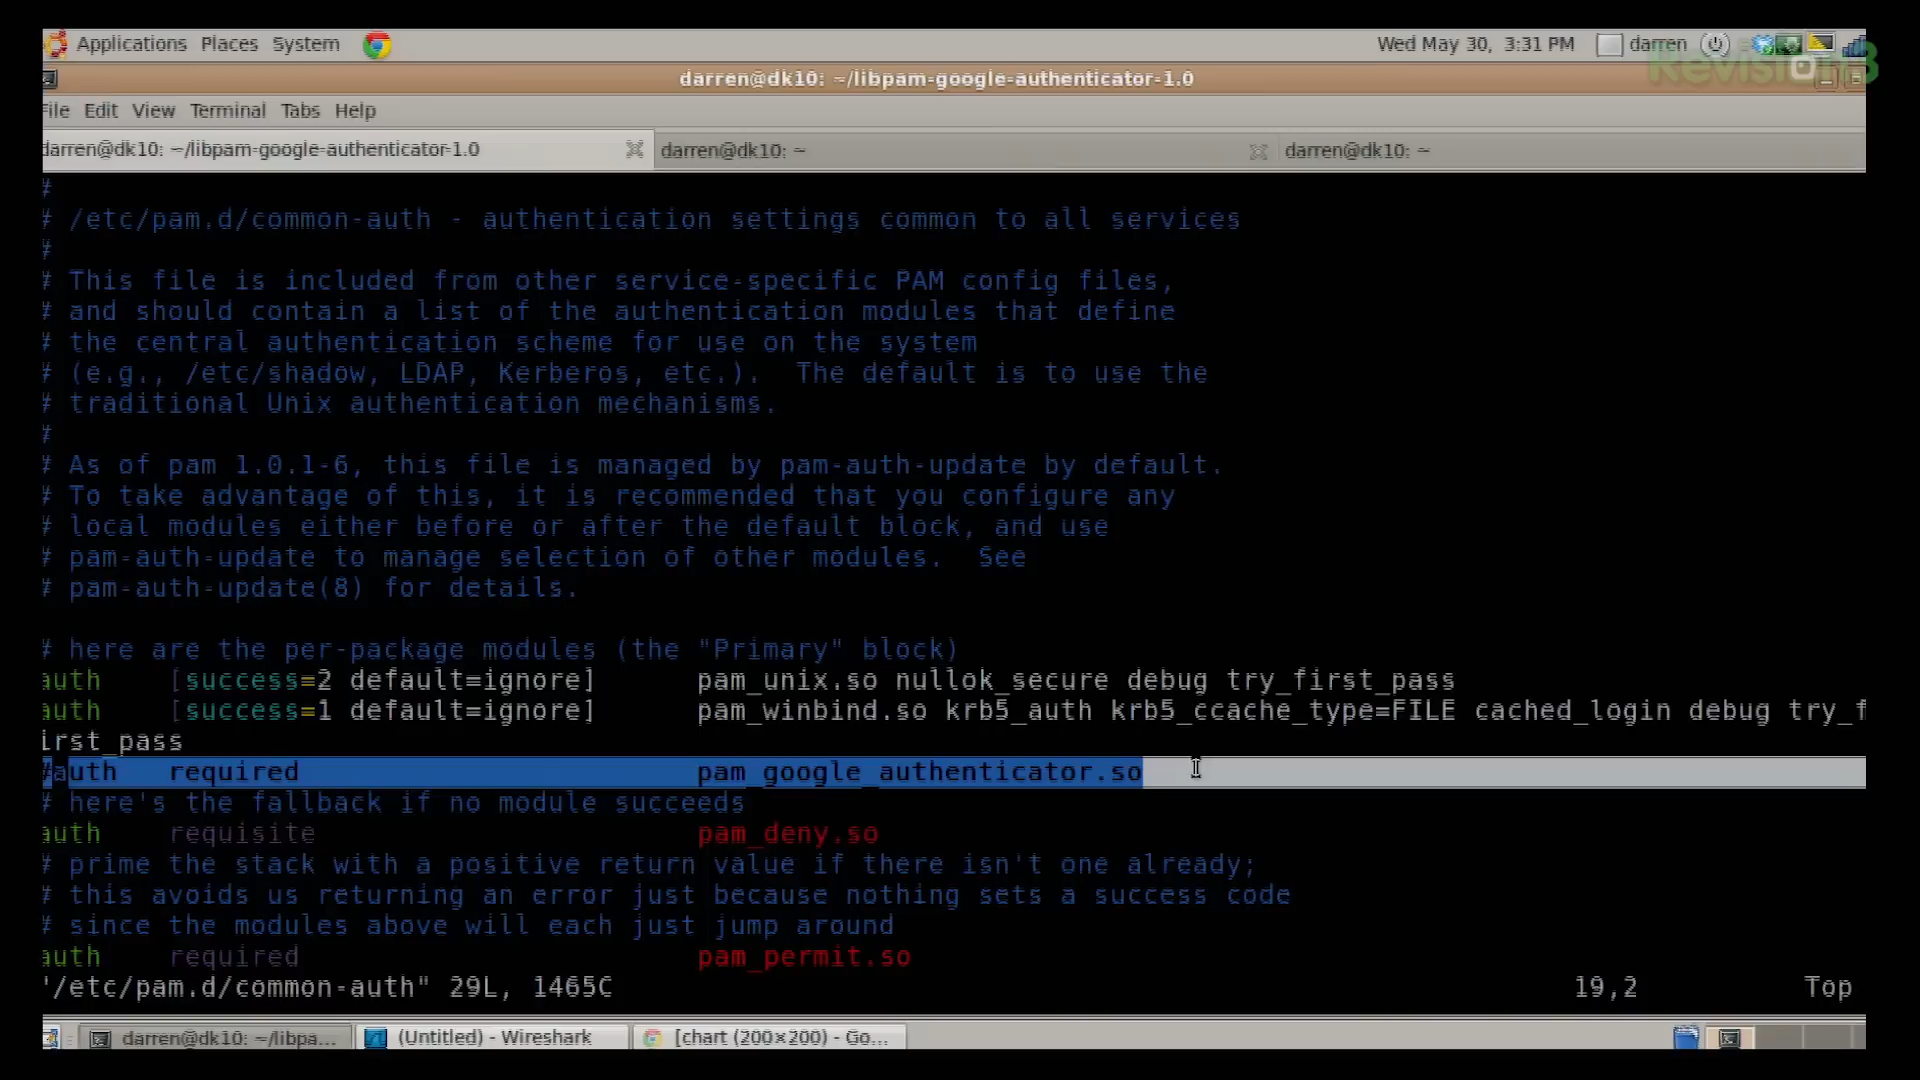 Applications Places System Wed May 30, 3:31 PM darren
Revision3
darren@dk10: ~/libpam-google-authenticator-1.0
File Edit View Terminal Tabs Help
darren@dk10: ~/libpam-google-authenticator-1.0 darren@dk10: ~ darren@dk10: ~
#
# /etc/pam.d/common-auth - authentication settings common to all services
#
# This file is included from other service-specific PAM config files,
# and should contain a list of the authentication modules that define
# the central authentication scheme for use on the system
# (e.g., /etc/shadow, LDAP, Kerberos, etc.).  The default is to use the
# traditional Unix authentication mechanisms.
#
# As of pam 1.0.1-6, this file is managed by pam-auth-update by default.
# To take advantage of this, it is recommended that you configure any
# local modules either before or after the default block, and use
# pam-auth-update to manage selection of other modules.  See
# pam-auth-update(8) for details.
# here are the per-package modules (the "Primary" block)
auth [success=2 default=ignore] pam_unix.so nullok_secure debug try_first_pass
auth [success=1 default=ignore] pam_winbind.so krb5_auth krb5_ccache_type=FILE cached_login debug try_f
irst_pass
#auth required pam_google_authenticator.so
# here's the fallback if no module succeeds
auth requisite pam_deny.so
# prime the stack with a positive return value if there isn't one already;
# this avoids us returning an error just because nothing sets a success code
# since the modules above will each just jump around
auth required pam_permit.so
"/etc/pam.d/common-auth" 29L, 1465C 19,2 Top
darren@dk10: ~/libpa... (Untitled) - Wireshark [chart (200×200) - Go...